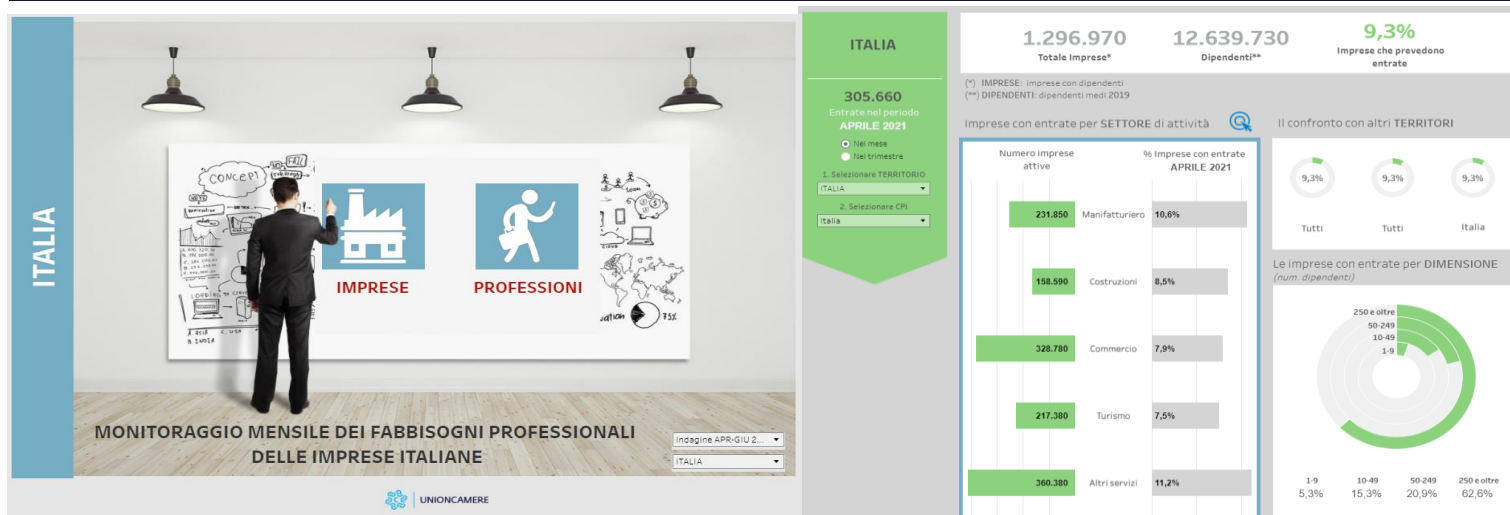 ITALIA
CONCEPT
FAIL
IMPRESE
PROFESSIONI
75%
MONITORAGGIO MENSILE DEI FABBISOGNI PROFESSIONALI
DELLE IMPRESE ITALIANE
Indagine APR-GIU 2...
ITALIA
UNIONCAMERE
ITALIA
305.660
Entrate nel periodo
APRILE 2021
Nel mese
Nel trimestre
1. Selezionare TERRITORIO
ITALIA
2. Selezionare CPI
Italia
1.296.970
Totale Imprese*
12.639.730
Dipendenti**
9,3%
Imprese che prevedono
entrate
(*) IMPRESE: imprese con dipendenti
(**) DIPENDENTI: dipendenti medi 2019
Imprese con entrate per SETTORE di attività
Numero imprese
attive
% Imprese con entrate
APRILE 2021
231.850 Manifatturiero 10,6%
158.590 Costruzioni 8,5%
328.780 Commercio 7,9%
217.380 Turismo 7,5%
360.380 Altri servizi 11,2%
Il confronto con altri TERRITORI
9,3% 9,3% 9,3%
Tutti Tutti Italia
Le imprese con entrate per DIMENSIONE
(num. dipendenti)
250 e oltre
50-249
10-49
1-9
1-9 10-49 50-249 250 e oltre
5,3% 15,3% 20,9% 62,6%